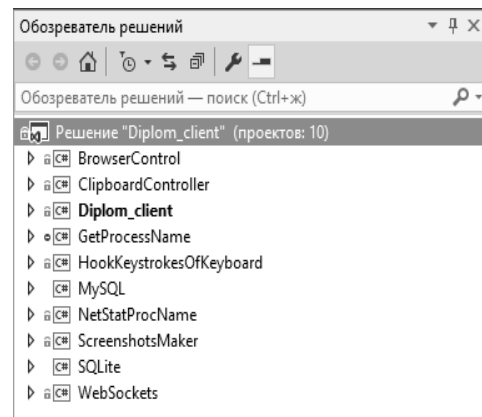 Обозреватель решений
Обозреватель решений — поиск (Ctrl+ж)
Решение "Diplom_client" (проектов: 10)
C# BrowserControl
C# ClipboardController
C# Diplom_client
C# GetProcessName
C# HookKeystrokesOfKeyboard
C# MySQL
C# NetStatProcName
C# ScreenshotsMaker
C# SQLite
C# WebSockets